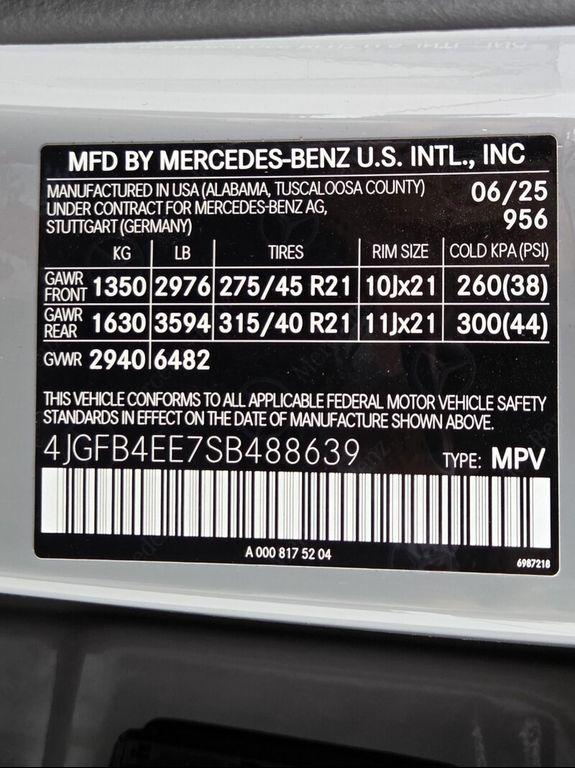 MFD BY MERCEDES-BENZ U.S. INTL., INC
MANUFACTURED IN USA (ALABAMA, TUSCALOOSA COUNTY) 06/25
UNDER CONTRACT FOR MERCEDES-BENZ AG, 956
STUTTGART (GERMANY)
KG LB TIRES RIM SIZE COLD KPA(PSI)
GAWR FRONT 1350 2976 275/45 R21 10Jx21 260(38)
GAWR REAR 1630 3594 315/40 R21 11Jx21 300(44)
GVWR 2940 6482
THIS VEHICLE CONFORMS TO ALL APPLICABLE FEDERAL MOTOR VEHICLE SAFETY
STANDARDS IN EFFECT ON THE DATE OF MANUFACTURE SHOWN ABOVE.
4JGFB4EE7SB488639 TYPE: MPV
A 000 817 52 04
6987218